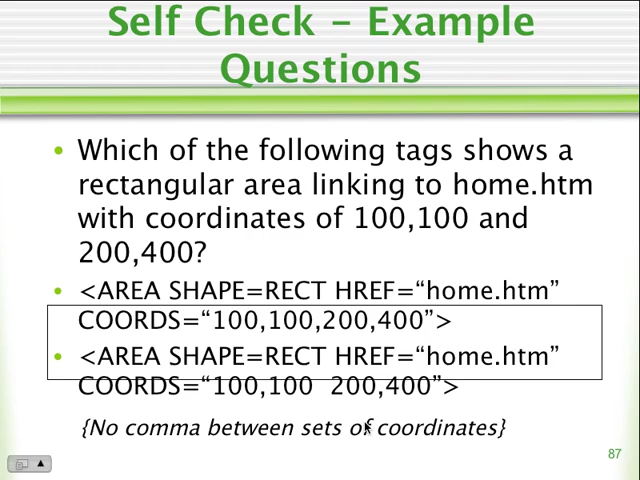 Self Check - Example
Questions
• Which of the following tags shows a
rectangular area linking to home.htm
with coordinates of 100,100 and
200,400?
• <AREA SHAPE=RECT HREF=“home.htm”
COORDS=“100,100,200,400”>
• <AREA SHAPE=RECT HREF=“home.htm”
COORDS=“100,100  200,400”>
{No comma between sets of coordinates}
87